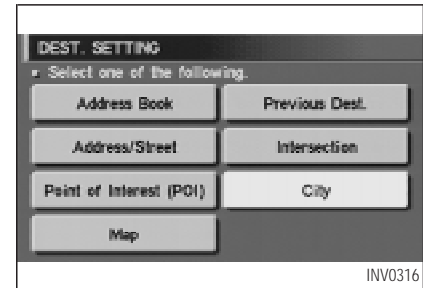 DEST. SETTING
Select one of the following.
Address Book
Previous Dest.
Address/Street
Intersection
Point of Interest (POI)
City
Map
INV0316